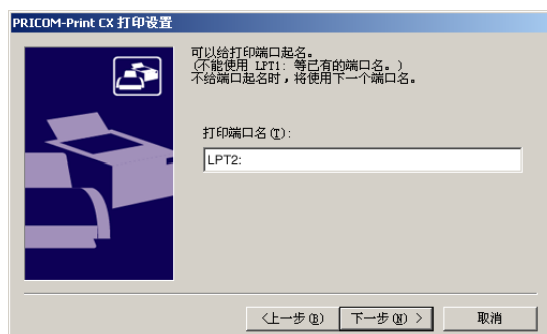 PRICOM-Print CX 打印设置
可以给打印端口起名。
(不能使用 LPT1: 等已有的端口名。)
不给端口起名时，将使用下一个端口名。
打印端口名(T):
LPT2:
<上一步(B) 下一步(N) > 取消